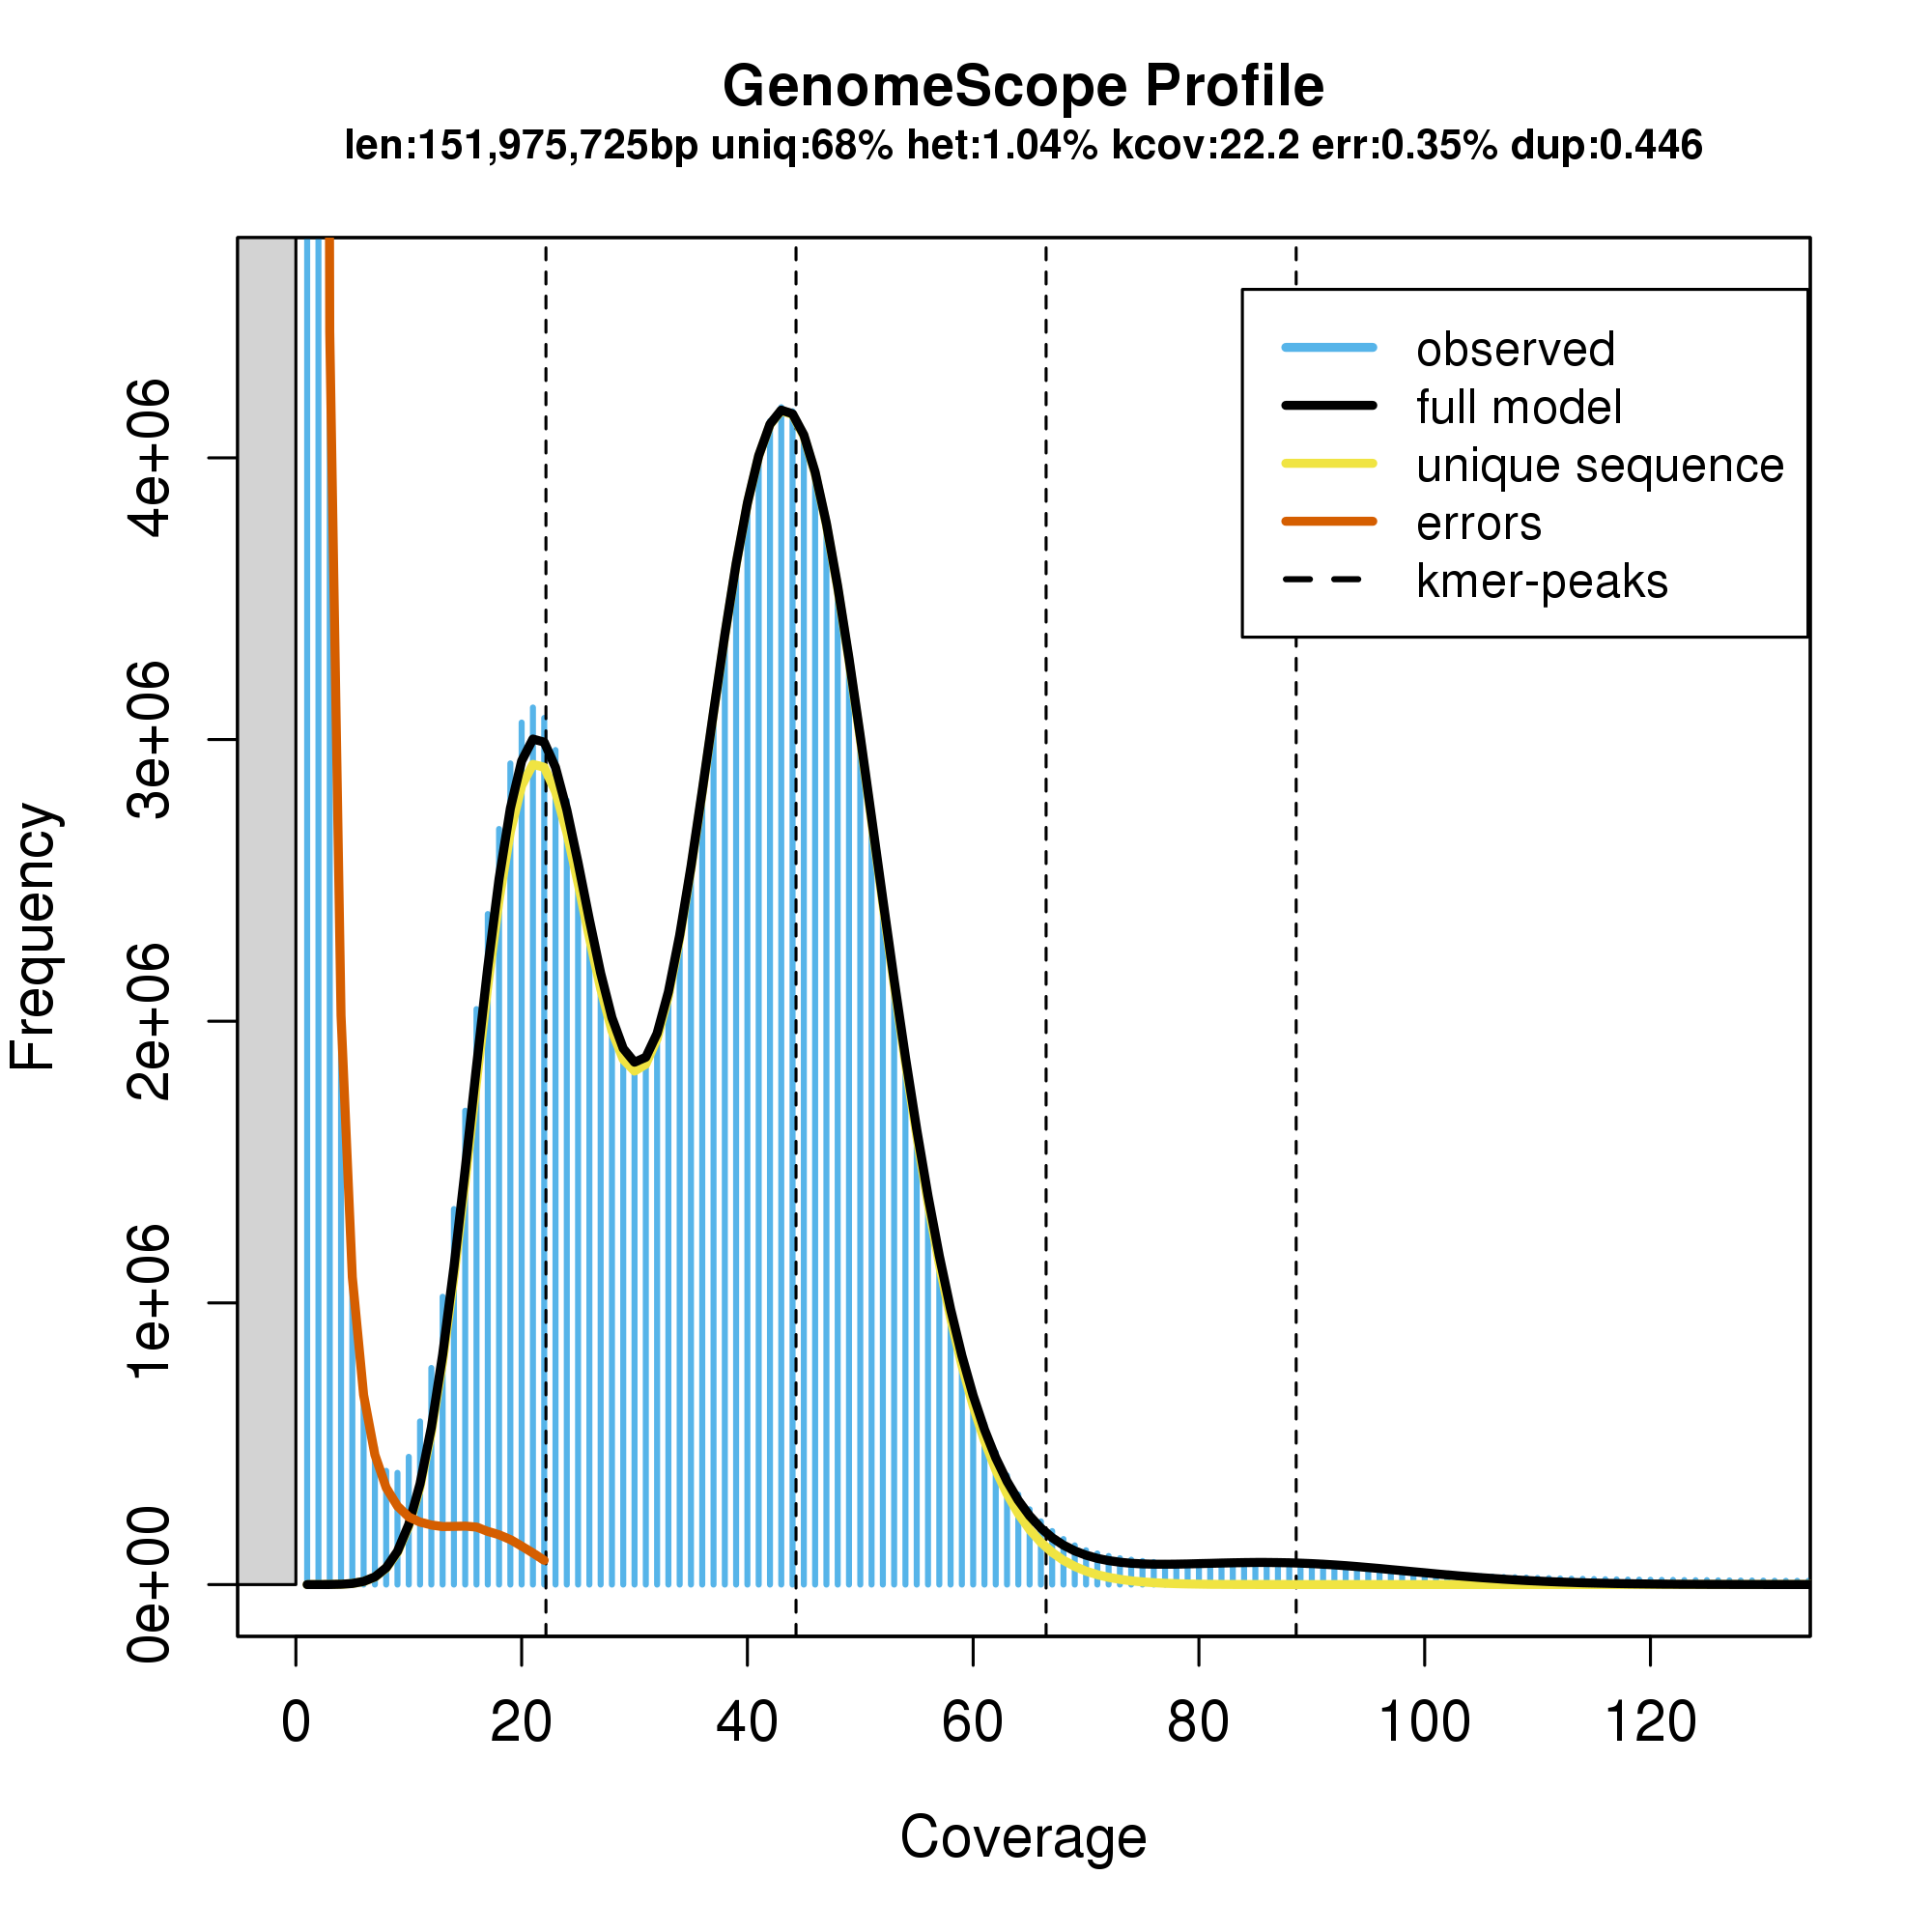 GenomeScope Profile
len:151,975,725bp uniq:68% het:1.04% kcov:22.2 err:0.35% dup:0.446
observed
full model
unique sequence
errors
kmer-peaks
Frequency
4e+06
3e+06
2e+06
1e+06
0e+00
0 20 40 60 80 100 120
Coverage